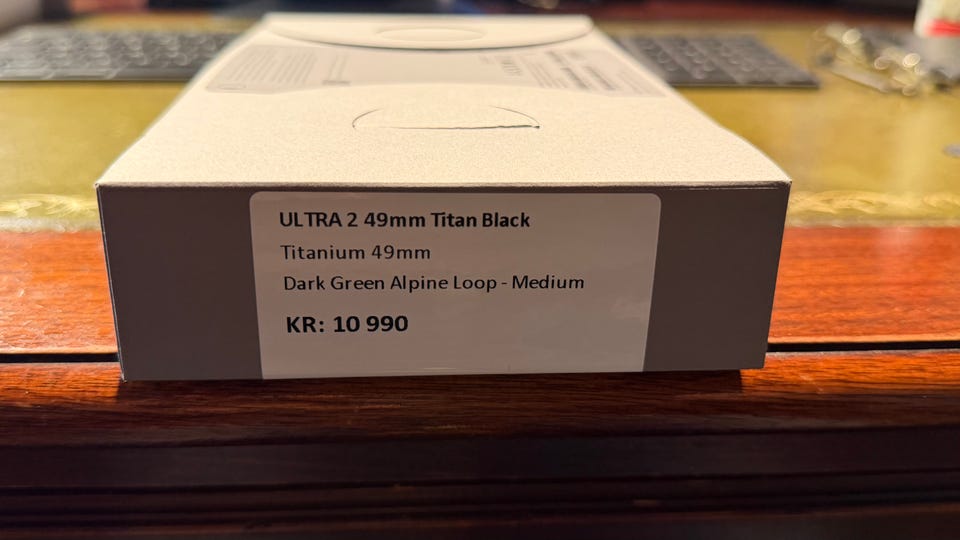 ULTRA 2 49mm Titan Black
Titanium 49mm
Dark Green Alpine Loop - Medium
KR: 10 990